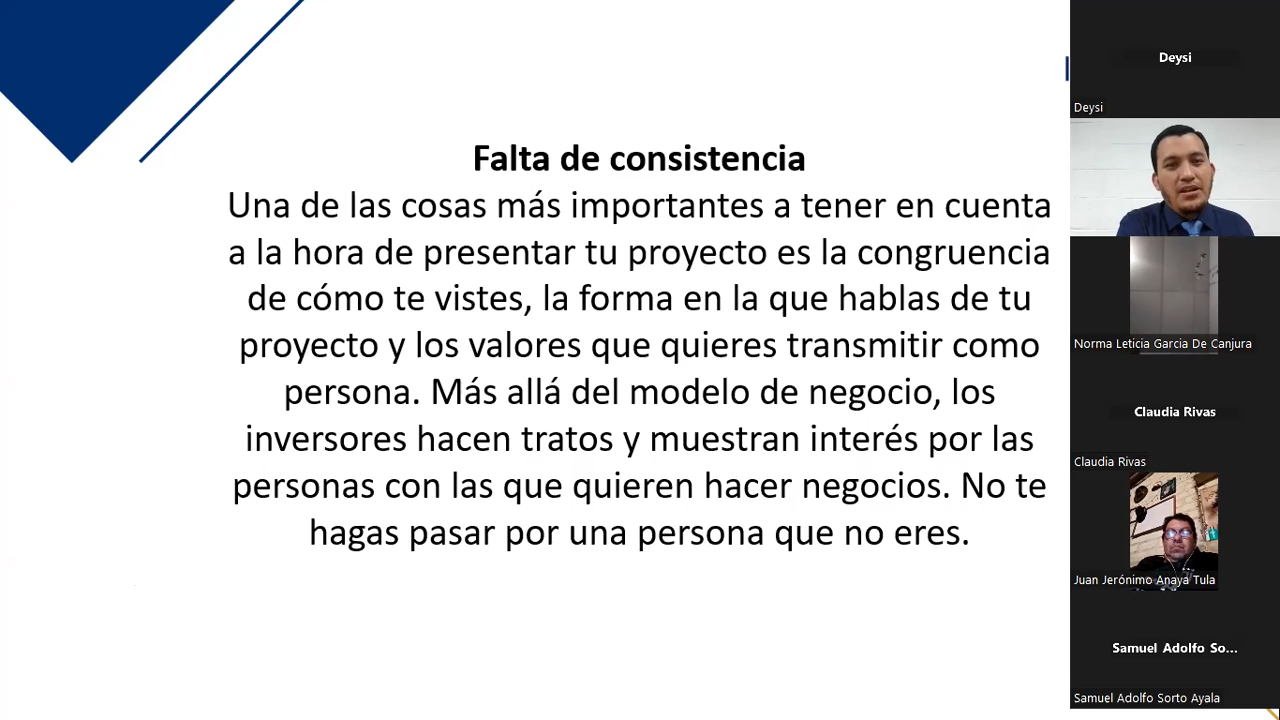 Falta de consistencia
Una de las cosas más importantes a tener en cuenta
a la hora de presentar tu proyecto es la congruencia
de cómo te vistes, la forma en la que hablas de tu
proyecto y los valores que quieres transmitir como
persona. Más allá del modelo de negocio, los
inversores hacen tratos y muestran interés por las
personas con las que quieren hacer negocios. No te
hagas pasar por una persona que no eres.
Deysi
Deysi
Norma Leticia Garcia De Canjura
Claudia Rivas
Claudia Rivas
Juan Jerónimo Anaya Tula
Samuel Adolfo So...
Samuel Adolfo Sorto Ayala